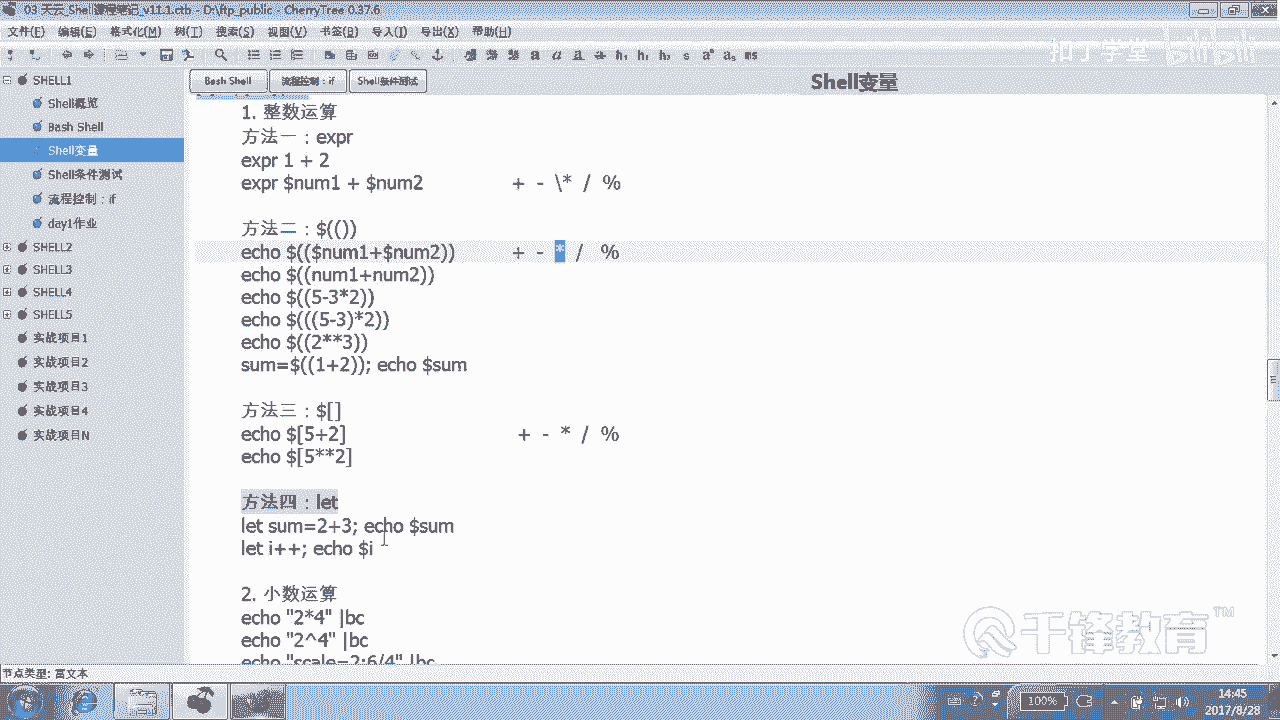 03 天云_Shell课程笔记_v11.1.ctb - D:\ftp_public - CherryTree 0.37.6
文件(F) 编辑(E) 格式化(M) 树(T) 搜索(S) 视图(V) 书签(B) 导入(I) 导出(X) 帮助(H)
扣丁学堂 bilibili
SHELL1
Shell概览
Bash Shell
Shell变量
Shell条件测试
流程控制：if
day1作业
SHELL2
SHELL3
SHELL4
SHELL5
实战项目1
实战项目2
实战项目3
实战项目4
实战项目N
Bash Shell 流程控制：if Shell条件测试
Shell变量
1. 整数运算
方法一：expr
expr 1 + 2
expr $num1 + $num2 + - \* / %
方法二：$(())
echo $(($num1+$num2)) + - * / %
echo $((num1+num2))
echo $((5-3*2))
echo $(((5-3)*2))
echo $((2**3))
sum=$((1+2)); echo $sum
方法三：$[]
echo $[5+2] + - * / %
echo $[5**2]
方法四：let
let sum=2+3; echo $sum
let i++; echo $i
2. 小数运算
echo "2*4" |bc
echo "2^4" |bc
echo "scale=2;6/4" |bc
千锋教育 TM
节点类型: 富文本
100%
14:45
2017/8/28